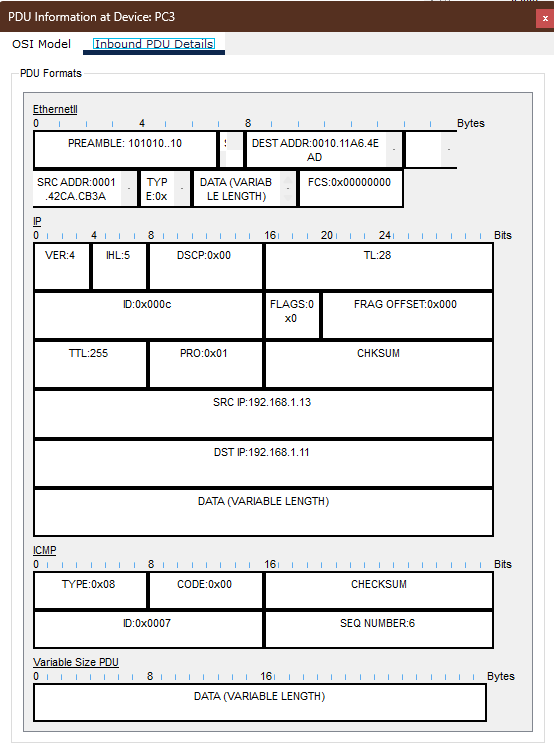 PDU Information at Device: PC3
x
OSI Model Inbound PDU Details
PDU Formats
EthernetII
0 4 8 Bytes
PREAMBLE: 101010..10
DEST ADDR:0010.11A6.4E
AD
SRC ADDR:0001
.42CA.CB3A
TYP
E:0x
DATA (VARIAB
LE LENGTH)
FCS:0x00000000
IP
0 4 8 16 20 24 Bits
VER:4 IHL:5 DSCP:0x00 TL:28
ID:0x000c
FLAGS:0
x0
FRAG OFFSET:0x000
TTL:255 PRO:0x01 CHKSUM
SRC IP:192.168.1.13
DST IP:192.168.1.11
DATA (VARIABLE LENGTH)
ICMP
0 8 16 Bits
TYPE:0x08 CODE:0x00 CHECKSUM
ID:0x0007 SEQ NUMBER:6
Variable Size PDU
0 8 16 Bytes
DATA (VARIABLE LENGTH)